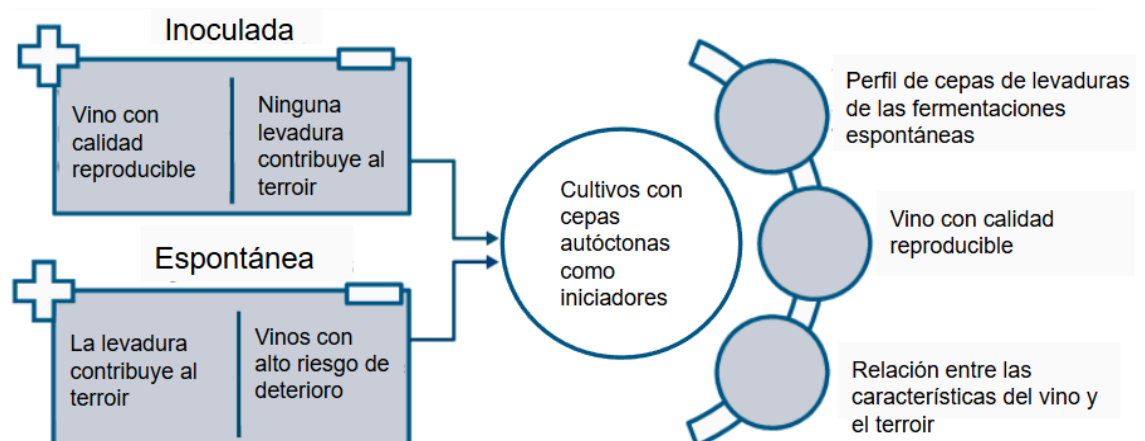 Inoculada
Vino con
calidad
reproducible
Ninguna
levadura
contribuye al
terroir
Espontánea
La levadura
contribuye al
terroir
Vinos con
alto riesgo de
deterioro
Cultivos con
cepas
autóctonas
como
iniciadores
Perfil de cepas de levaduras
de las fermentaciones
espontáneas
Vino con calidad
reproducible
Relación entre las
características del vino y
el terroir